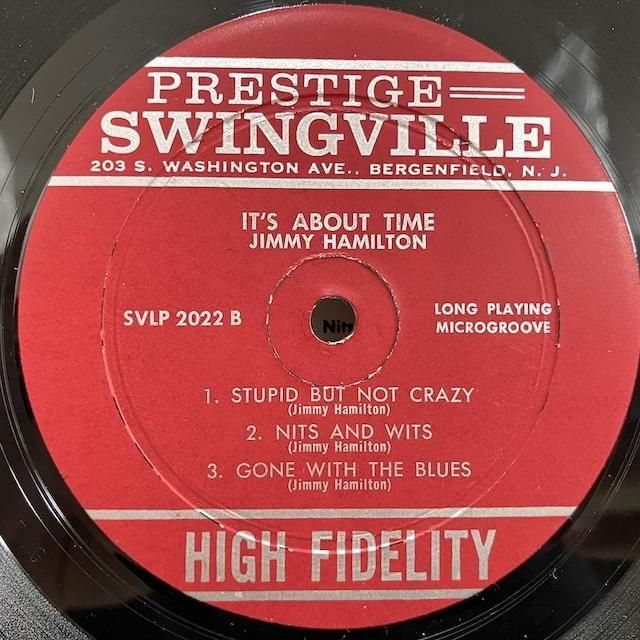 PRESTIGE
SWINGVILLE
203 S. WASHINGTON AVE., BERGENFIELD, N. J.
IT'S ABOUT TIME
JIMMY HAMILTON
SVLP 2022 B
LONG PLAYING
MICROGROOVE
1. STUPID BUT NOT CRAZY
(Jimmy Hamilton)
2. NITS AND WITS
(Jimmy Hamilton)
3. GONE WITH THE BLUES
(Jimmy Hamilton)
HIGH FIDELITY